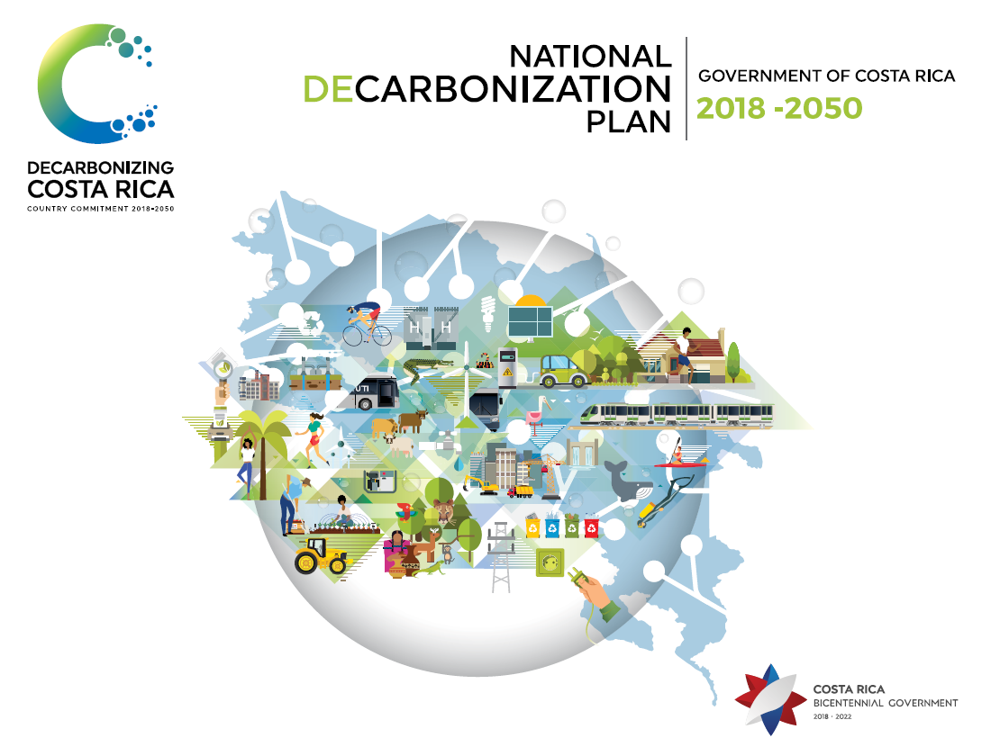 NATIONAL
DECARBONIZATION
PLAN
GOVERNMENT OF COSTA RICA
2018 -2050
DECARBONIZING
COSTA RICA
COUNTRY COMMITMENT 2018-2050
H H
UTI
COSTA RICA
BICENTENNIAL GOVERNMENT
2018 · 2022